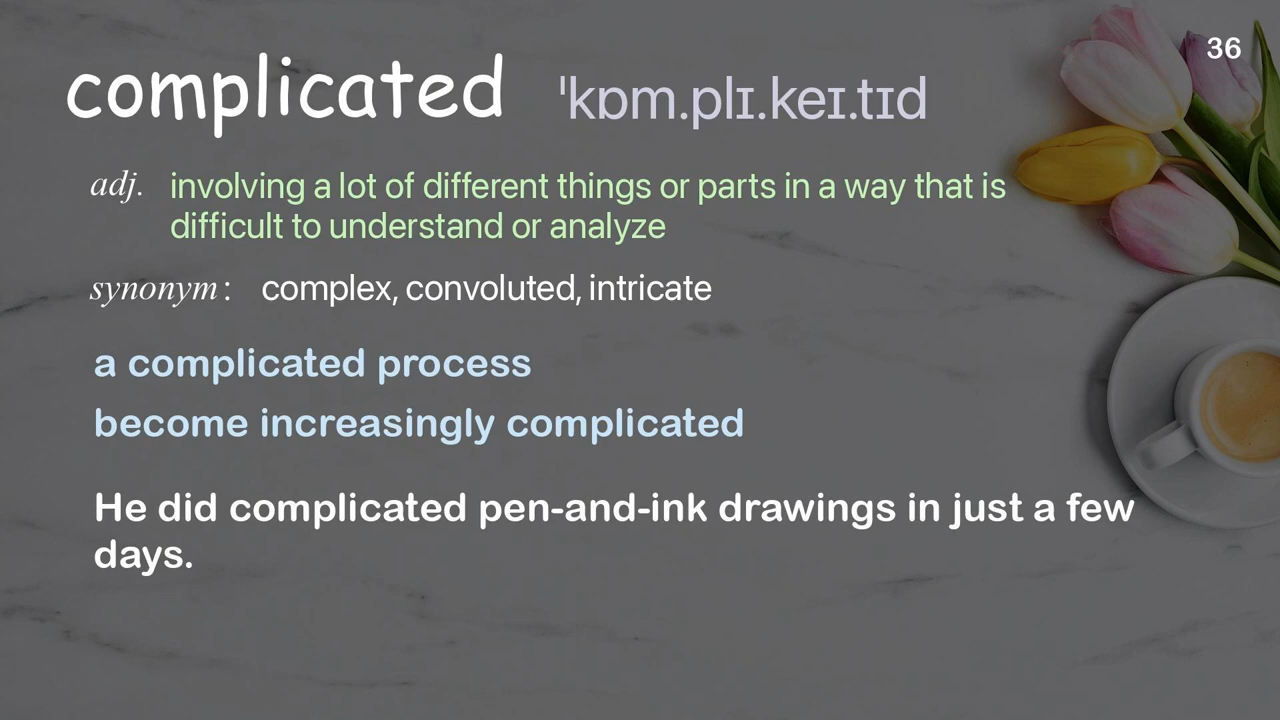 36
complicated ˈkɒm.plɪ.keɪ.tɪd
adj. involving a lot of different things or parts in a way that is
difficult to understand or analyze
synonym: complex, convoluted, intricate
a complicated process
become increasingly complicated
He did complicated pen-and-ink drawings in just a few
days.